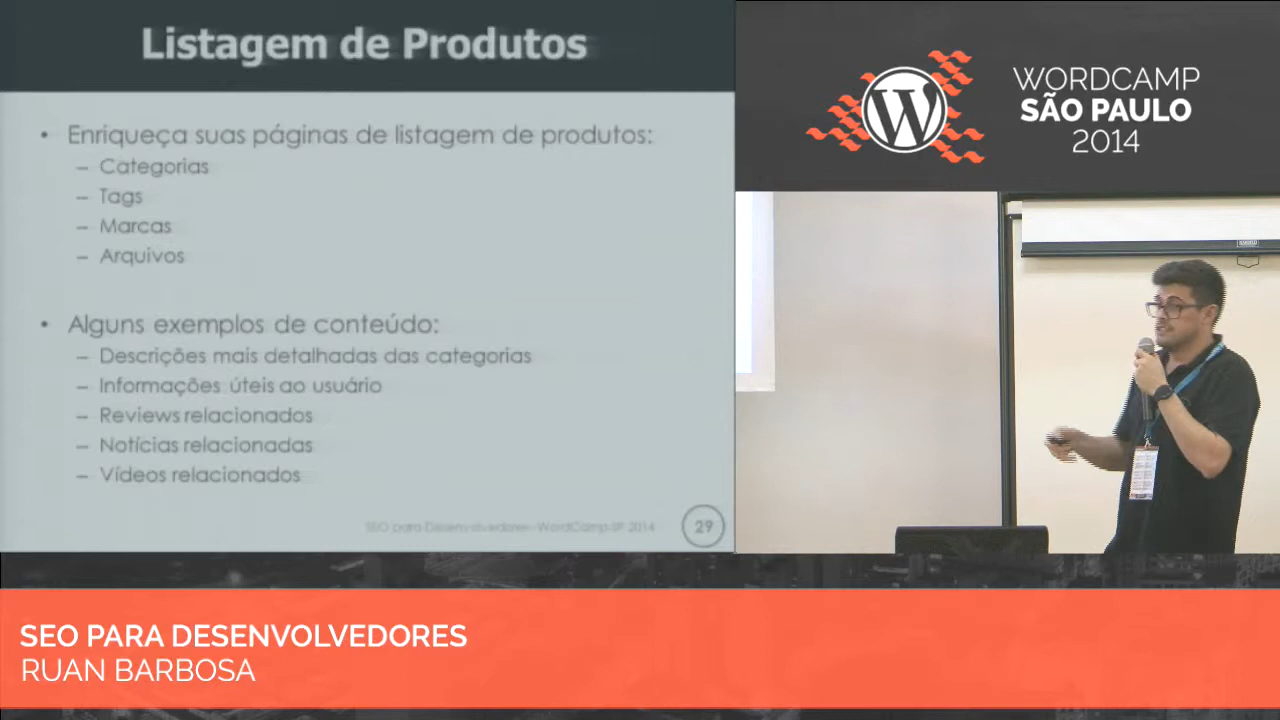 Listagem de Produtos
• Enriqueça suas páginas de listagem de produtos:
– Categorias
– Tags
– Marcas
– Arquivos
• Alguns exemplos de conteúdo:
– Descrições mais detalhadas das categorias
– Informações úteis ao usuário
– Reviews relacionados
– Notícias relacionadas
– Vídeos relacionados
SEO para Desenvolvedores - WordCamp SP 2014
29
WORDCAMP
SÃO PAULO
2014
SEO PARA DESENVOLVEDORES
RUAN BARBOSA